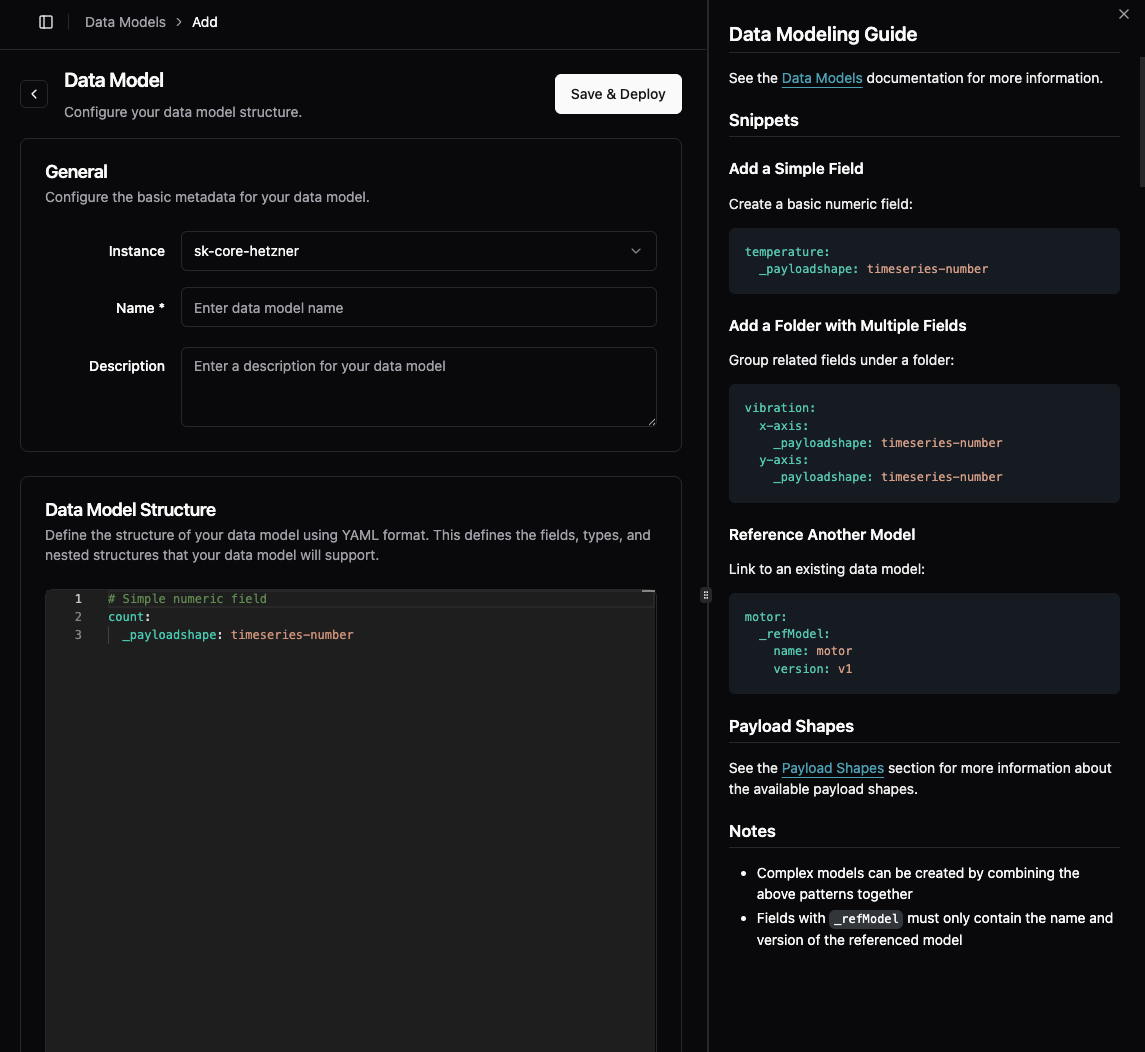 Data Models > Add
Data Model
Configure your data model structure.
Save & Deploy
General
Configure the basic metadata for your data model.
Instance
sk-core-hetzner
Name *
Enter data model name
Description
Enter a description for your data model
Data Model Structure
Define the structure of your data model using YAML format. This defines the fields, types, and
nested structures that your data model will support.
1 # Simple numeric field
2 count:
3   _payloadshape: timeseries-number
Data Modeling Guide
See the Data Models documentation for more information.
Snippets
Add a Simple Field
Create a basic numeric field:
temperature:
  _payloadshape: timeseries-number
Add a Folder with Multiple Fields
Group related fields under a folder:
vibration:
  x-axis:
    _payloadshape: timeseries-number
  y-axis:
    _payloadshape: timeseries-number
Reference Another Model
Link to an existing data model:
motor:
  _refModel:
    name: motor
    version: v1
Payload Shapes
See the Payload Shapes section for more information about
the available payload shapes.
Notes
• Complex models can be created by combining the
above patterns together
• Fields with _refModel must only contain the name and
version of the referenced model